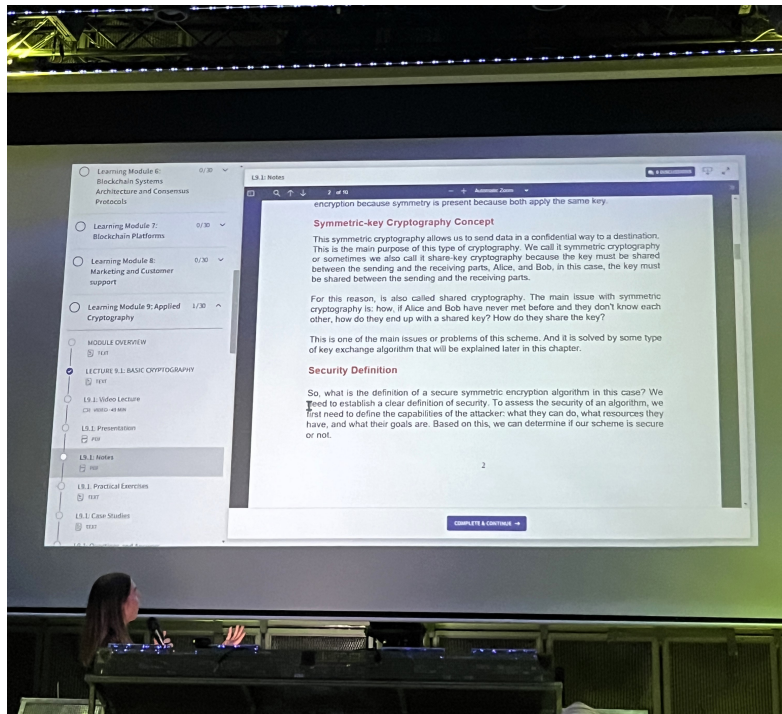 Learning Module 6:
Blockchain Systems
Architecture and Consensus
Protocols
0/30
Learning Module 7:
Blockchain Platforms
0/30
Learning Module 8:
Marketing and Customer
support
0/30
Learning Module 9: Applied
Cryptography
1/30
MODULE OVERVIEW
TEXT
LECTURE 9.1. BASIC CRYPTOGRAPHY
TEXT
L9.1: Video Lecture
VIDEO • 43 MIN
L9.1: Presentation
PDF
L9.1: Notes
PDF
L9.1: Practical Exercises
TEXT
L9.1: Case Studies
TEXT
L9.1: Notes
2 of 10
Automatic Zoom
encryption because symmetry is present because both apply the same key.
Symmetric-key Cryptography Concept
This symmetric cryptography allows us to send data in a confidential way to a destination.
This is the main purpose of this type of cryptography. We call it symmetric cryptography
or sometimes we also call it share-key cryptography because the key must be shared
between the sending and the receiving parts, Alice, and Bob, in this case, the key must
be shared between the sending and the receiving parts.
For this reason, is also called shared cryptography. The main issue with symmetric
cryptography is: how, if Alice and Bob have never met before and they don't know each
other, how do they end up with a shared key? How do they share the key?
This is one of the main issues or problems of this scheme. And it is solved by some type
of key exchange algorithm that will be explained later in this chapter.
Security Definition
So, what is the definition of a secure symmetric encryption algorithm in this case? We
need to establish a clear definition of security. To assess the security of an algorithm, we
first need to define the capabilities of the attacker: what they can do, what resources they
have, and what their goals are. Based on this, we can determine if our scheme is secure
or not.
2
COMPLETE & CONTINUE →